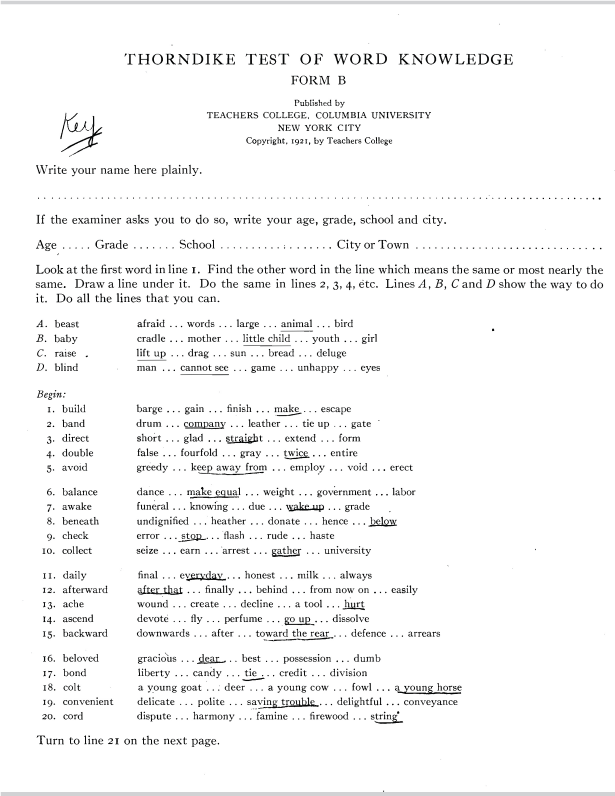 THORNDIKE TEST OF WORD KNOWLEDGE
FORM B
Published by
TEACHERS COLLEGE, COLUMBIA UNIVERSITY
NEW YORK CITY
Copyright, 1921, by Teachers College
Key
Write your name here plainly.
If the examiner asks you to do so, write your age, grade, school and city.
Age ..... Grade ....... School .................. City or Town ............................
Look at the first word in line 1. Find the other word in the line which means the same or most nearly the
same. Draw a line under it. Do the same in lines 2, 3, 4, etc. Lines A, B, C and D show the way to do
it. Do all the lines that you can.
A. beast afraid ... words ... large ... animal ... bird
B. baby cradle ... mother ... little child ... youth ... girl
C. raise lift up ... drag ... sun ... bread ... deluge
D. blind man ... cannot see ... game ... unhappy ... eyes
Begin:
1. build barge ... gain ... finish ... make ... escape
2. band drum ... company ... leather ... tie up ... gate
3. direct short ... glad ... straight ... extend ... form
4. double false ... fourfold ... gray ... twice ... entire
5. avoid greedy ... keep away from ... employ ... void ... erect
6. balance dance ... make equal ... weight ... government ... labor
7. awake funeral ... knowing ... due ... wake up ... grade
8. beneath undignified ... heather ... donate ... hence ... below
9. check error ... stop ... flash ... rude ... haste
10. collect seize ... earn ... arrest ... gather ... university
11. daily final ... everyday ... honest ... milk ... always
12. afterward after that ... finally ... behind ... from now on ... easily
13. ache wound ... create ... decline ... a tool ... hurt
14. ascend devote ... fly ... perfume ... go up ... dissolve
15. backward downwards ... after ... toward the rear ... defence ... arrears
16. beloved gracious ... dear ... best ... possession ... dumb
17. bond liberty ... candy ... tie ... credit ... division
18. colt a young goat ... deer ... a young cow ... fowl ... a young horse
19. convenient delicate ... polite ... saving trouble ... delightful ... conveyance
20. cord dispute ... harmony ... famine ... firewood ... string
Turn to line 21 on the next page.